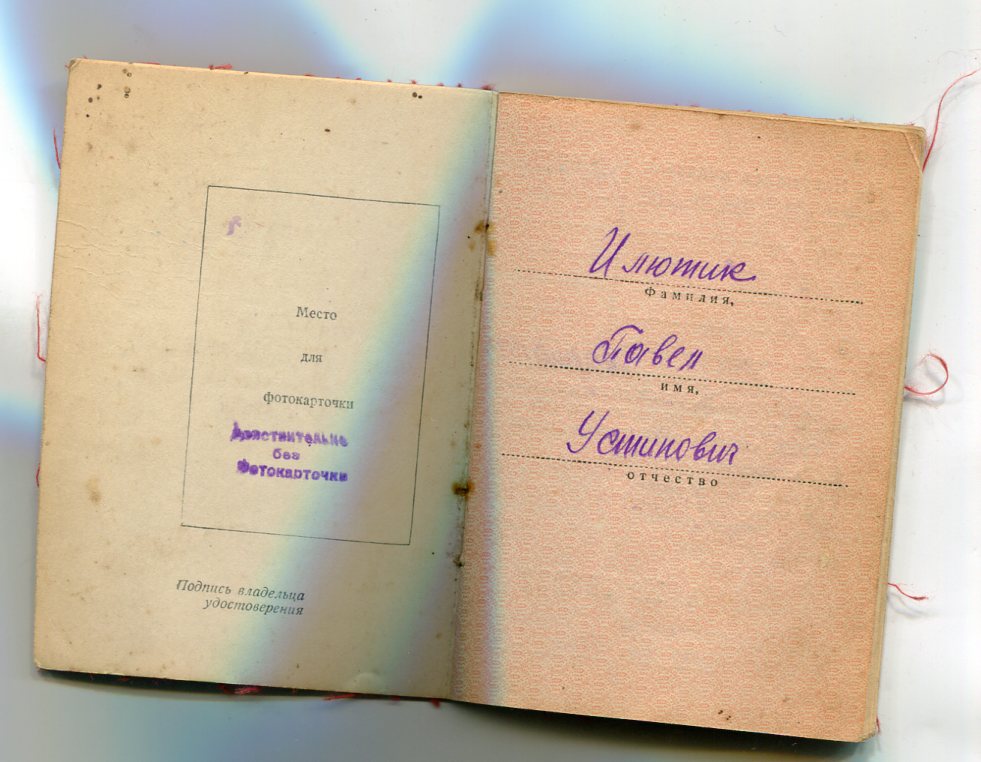 Место
для
фотокарточки
Действительно
без
Фотокарточки
Подпись владельца
удостоверения
Илютик
фамилия,
Павел
имя,
Устинович
отчество